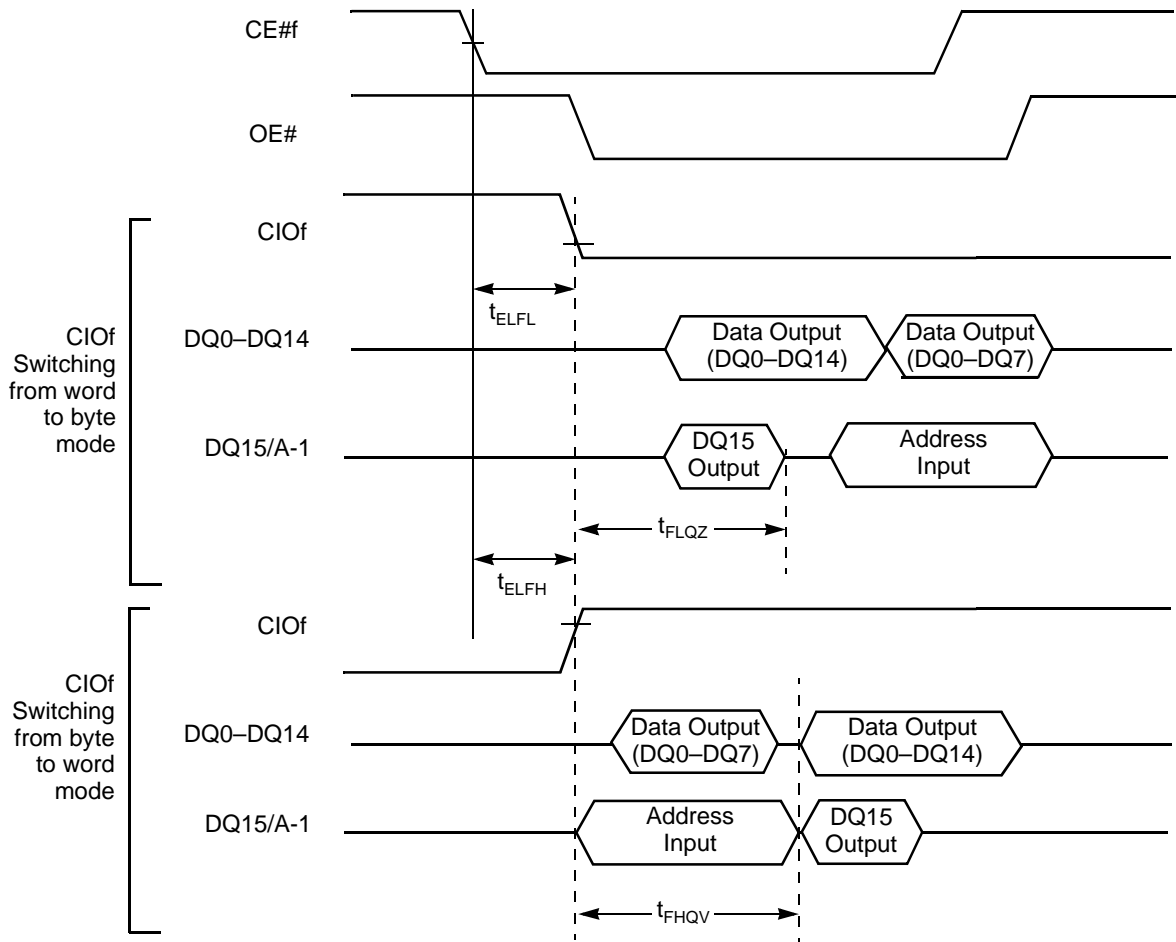 CE#f
OE#
CIOf
Switching
from word
to byte
mode
CIOf
tELFL
DQ0–DQ14
Data Output
(DQ0–DQ14)
Data Output
(DQ0–DQ7)
DQ15/A-1
DQ15
Output
Address
Input
tFLQZ
tELFH
CIOf
Switching
from byte
to word
mode
CIOf
DQ0–DQ14
Data Output
(DQ0–DQ7)
Data Output
(DQ0–DQ14)
DQ15/A-1
Address
Input
DQ15
Output
tFHQV